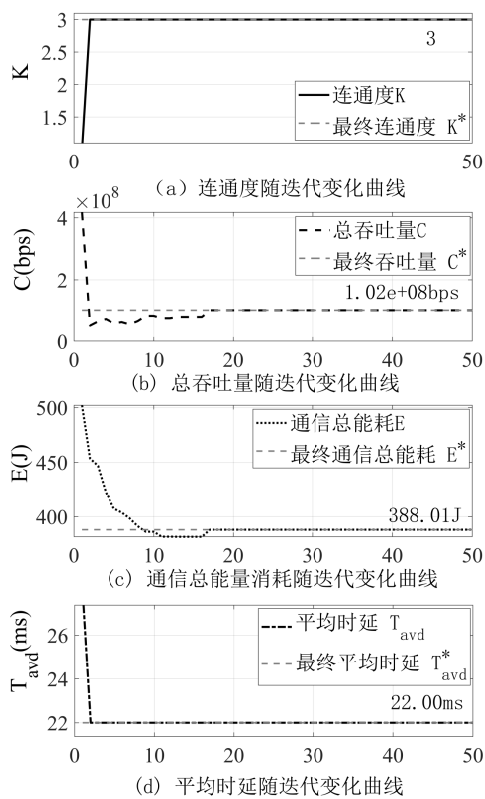 3
2.5
2
1.5
K
3
连通度K
最终连通度 K*
0
50
(a) 连通度随迭代变化曲线
×10⁸
4
2
0
C(bps)
总吞吐量C
最终吞吐量 C*
1.02e+08bps
0 10 20 30 40 50
(b) 总吞吐量随迭代变化曲线
500
450
400
E(J)
通信总能耗E
最终通信总能耗 E*
388.01J
0 10 20 30 40 50
(c) 通信总能量消耗随迭代变化曲线
26
24
22
T_avd(ms)
平均时延 T_avd
最终平均时延 T*_avd
22.00ms
0 10 20 30 40 50
(d) 平均时延随迭代变化曲线